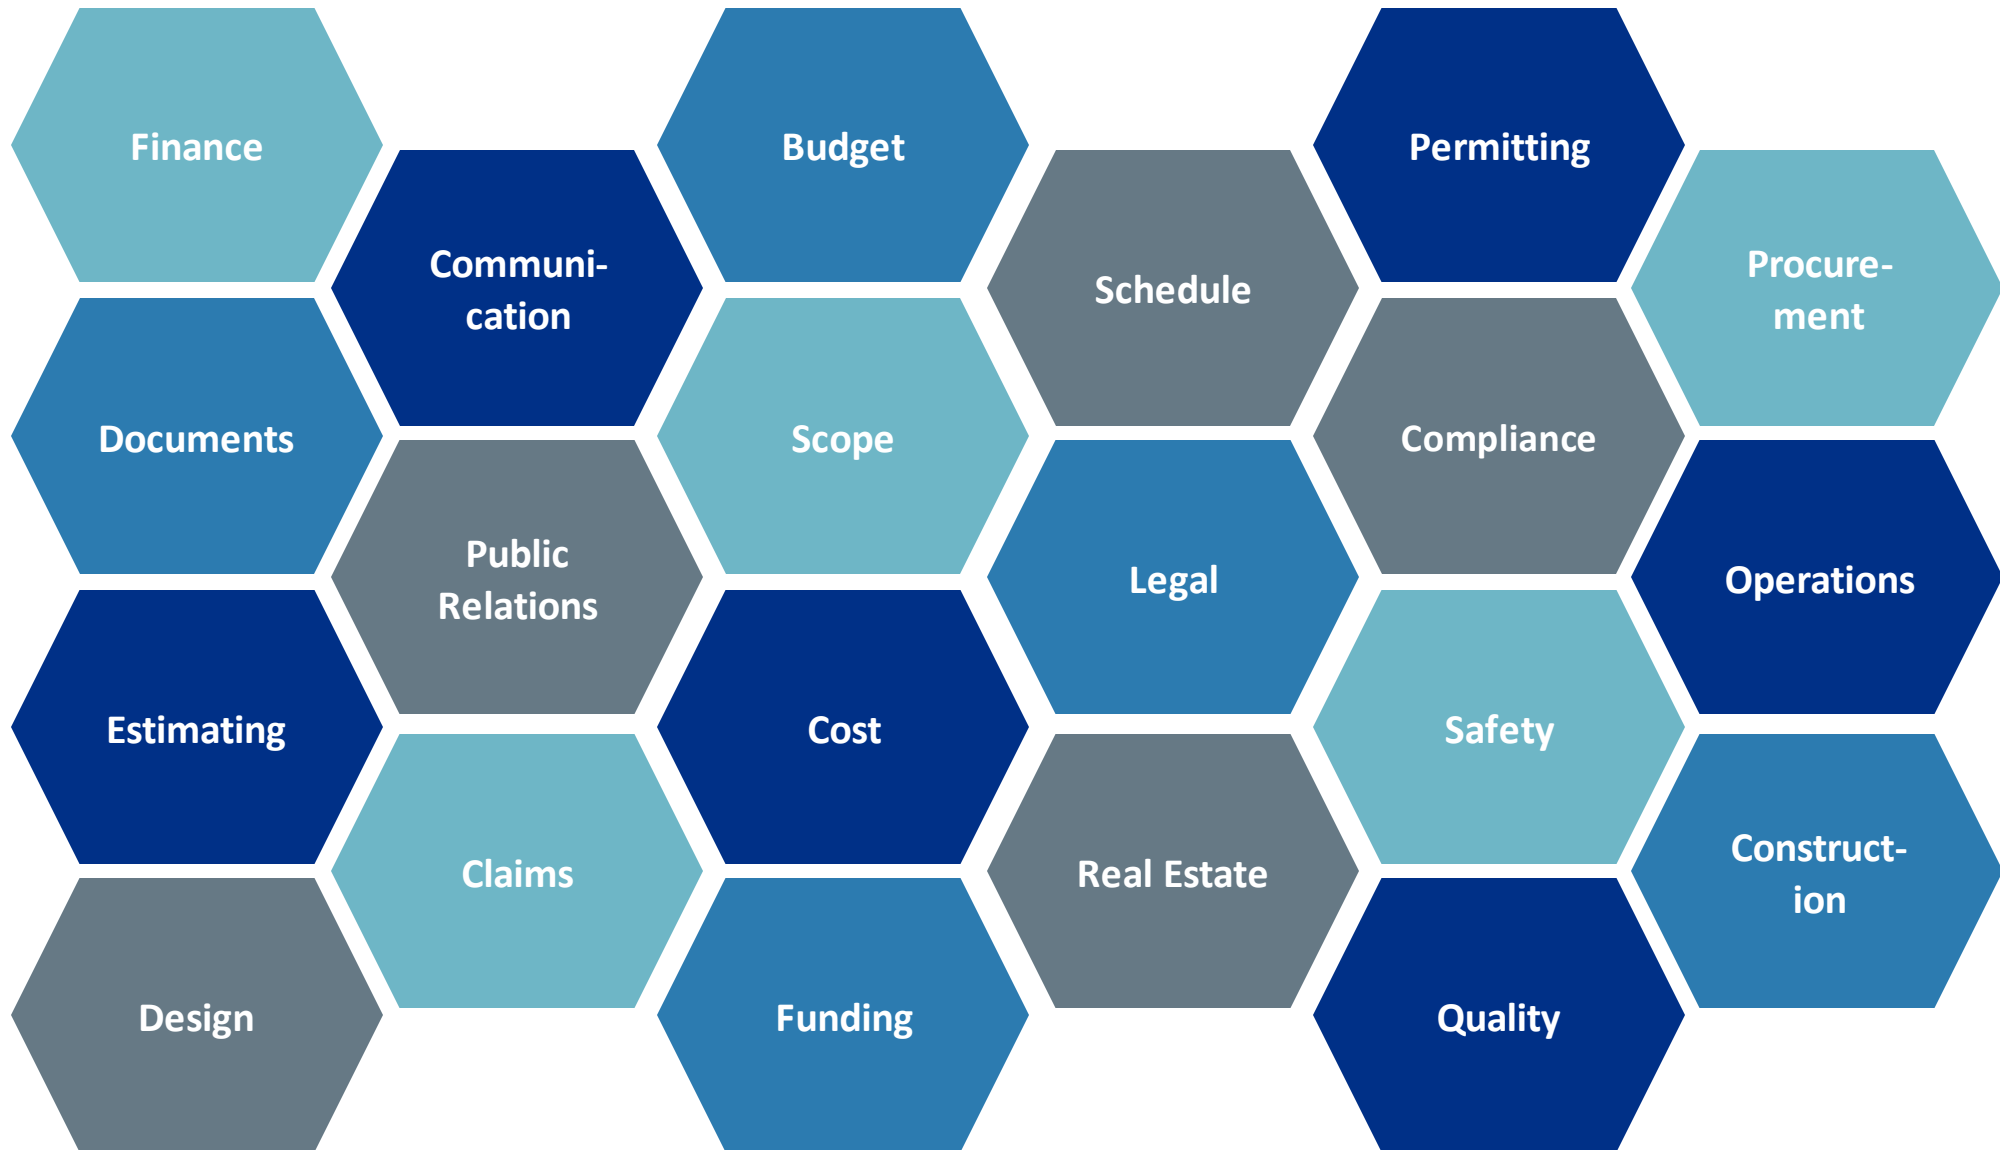 Finance
Budget
Permitting
Communi-
cation
Schedule
Procure-
ment
Documents
Scope
Compliance
Public
Relations
Legal
Operations
Estimating
Cost
Safety
Claims
Real Estate
Construct-
ion
Design
Funding
Quality